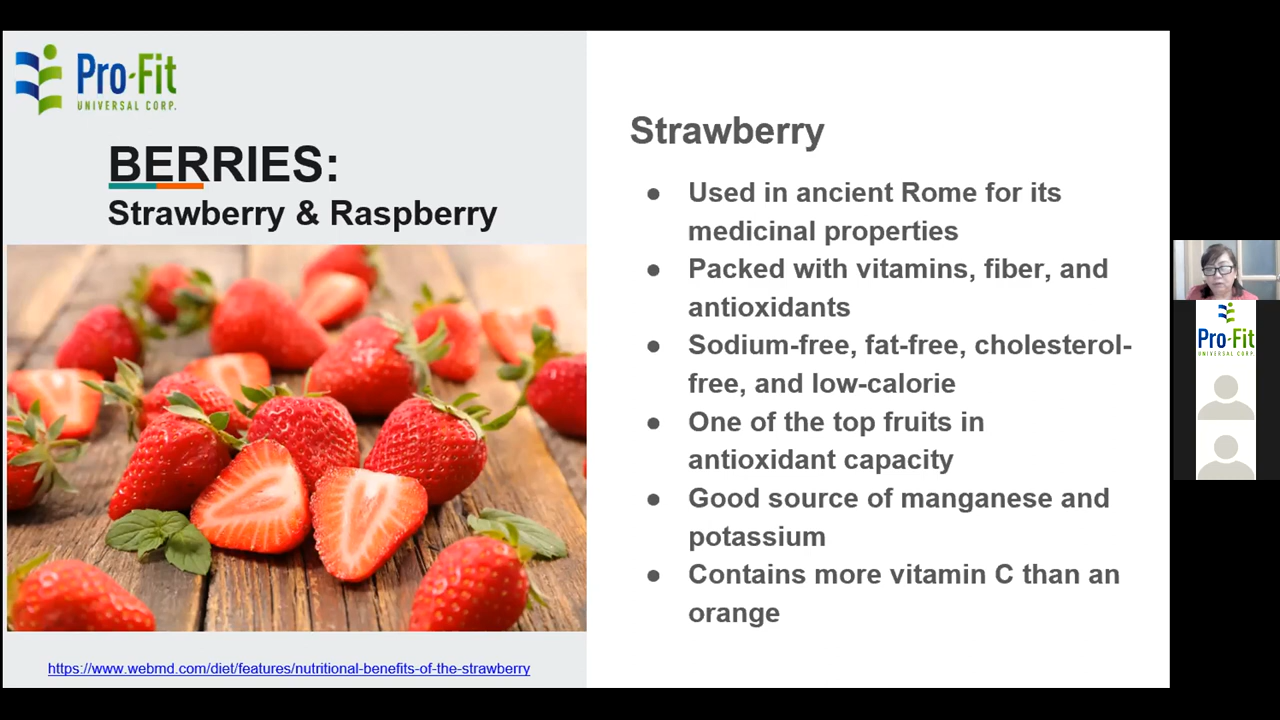 Pro-Fit
UNIVERSAL CORP.
BERRIES:
Strawberry & Raspberry
https://www.webmd.com/diet/features/nutritional-benefits-of-the-strawberry
Strawberry
● Used in ancient Rome for its
medicinal properties
● Packed with vitamins, fiber, and
antioxidants
● Sodium-free, fat-free, cholesterol-
free, and low-calorie
● One of the top fruits in
antioxidant capacity
● Good source of manganese and
potassium
● Contains more vitamin C than an
orange
Pro-Fit
UNIVERSAL CORP.